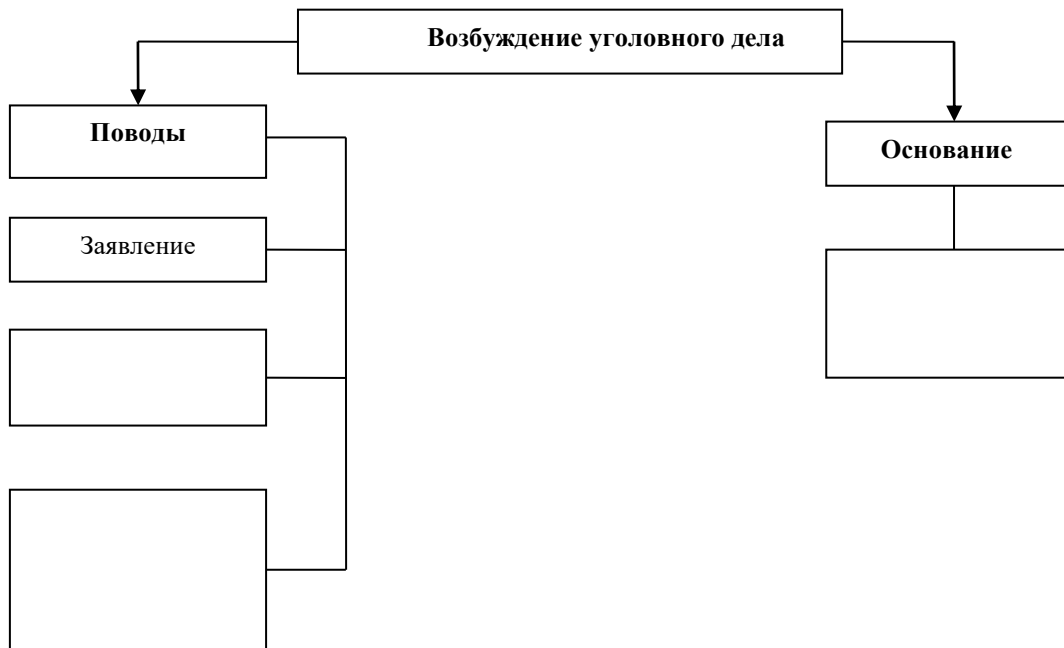 Возбуждение уголовного дела
Поводы
Основание
Заявление